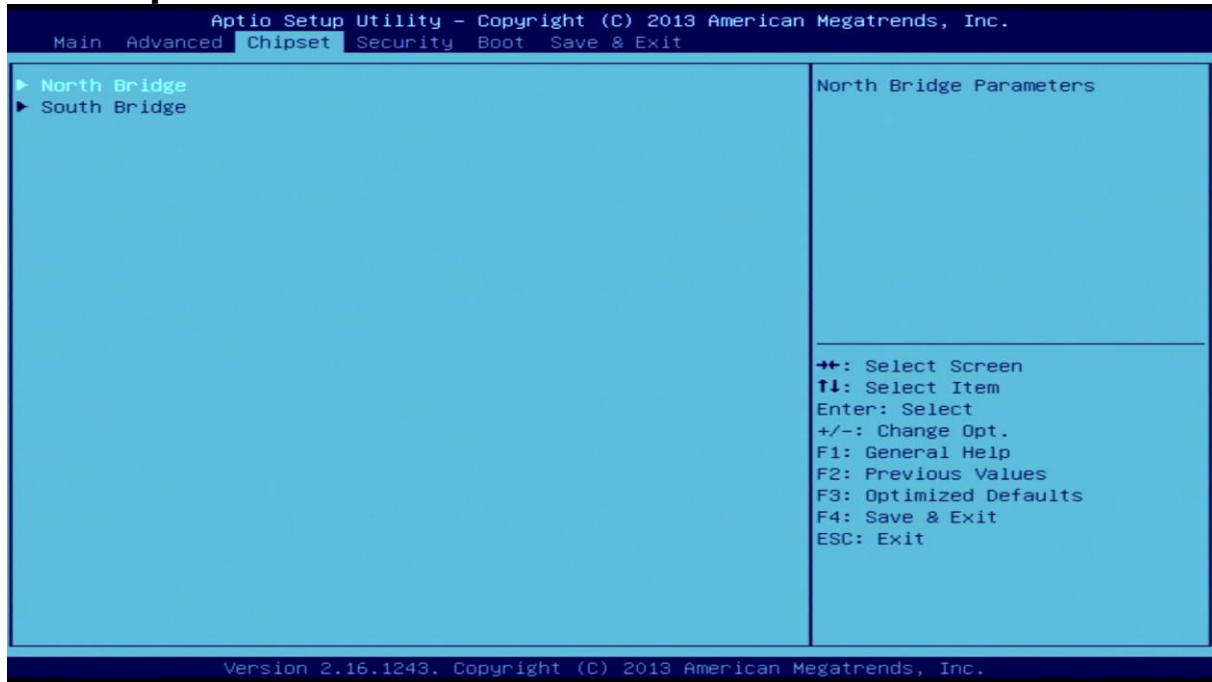 Aptio Setup Utility – Copyright (C) 2013 American Megatrends, Inc.
Main Advanced Chipset Security Boot Save & Exit
► North Bridge
► South Bridge
North Bridge Parameters
→←: Select Screen
↑↓: Select Item
Enter: Select
+/-: Change Opt.
F1: General Help
F2: Previous Values
F3: Optimized Defaults
F4: Save & Exit
ESC: Exit
Version 2.16.1243. Copyright (C) 2013 American Megatrends, Inc.